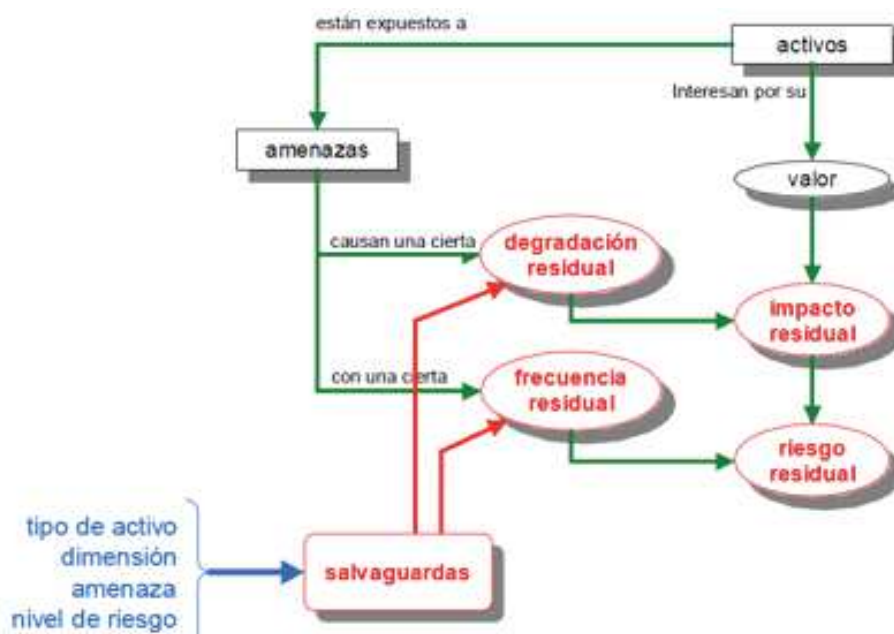 están expuestos a
activos
Interesan por su
amenazas
valor
causan una cierta
degradación
residual
impacto
residual
con una cierta
frecuencia
residual
riesgo
residual
tipo de activo
dimensión
amenaza
nivel de riesgo
salvaguardas